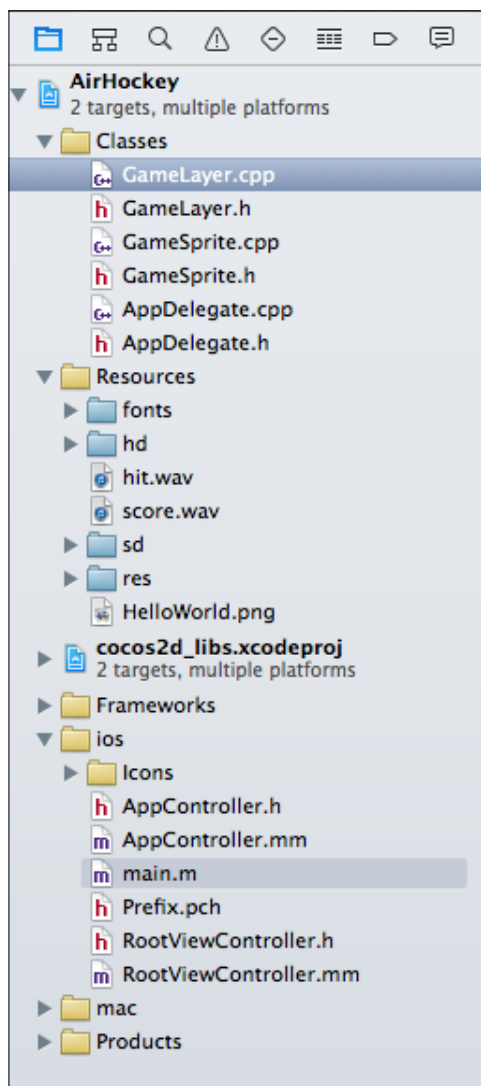 AirHockey
2 targets, multiple platforms
Classes
C++ GameLayer.cpp
h GameLayer.h
C++ GameSprite.cpp
h GameSprite.h
C++ AppDelegate.cpp
h AppDelegate.h
Resources
fonts
hd
hit.wav
score.wav
sd
res
HelloWorld.png
cocos2d_libs.xcodeproj
2 targets, multiple platforms
Frameworks
ios
Icons
h AppController.h
m AppController.mm
m main.m
h Prefix.pch
h RootViewController.h
m RootViewController.mm
mac
Products